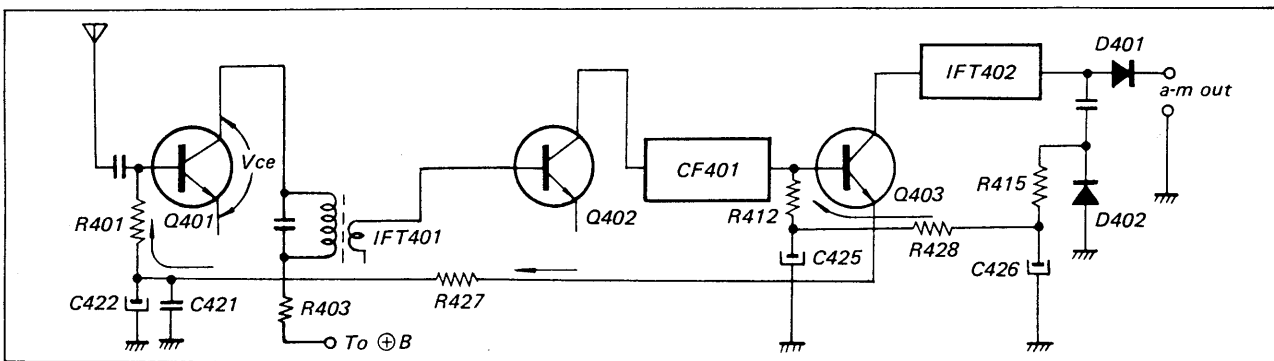 D401
IFT402
a-m out
Vce
CF401
Q403
R415
R401
Q401
Q402
R412
D402
IFT401
R428
C425
C426
C422
C421
R403
R427
To ⊕B